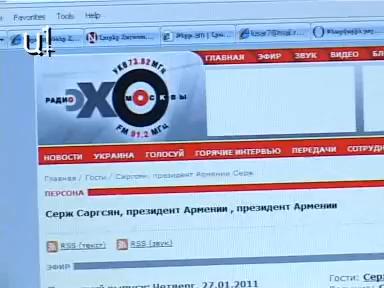 Favorites Tools Help
ГЛАВНАЯ ЭФИР ЗВУК ВИДЕО
УКВ 73.82 МГЦ
РАДИО ЭХО МОСКВЫ
FM 91,2 МГЦ
НОВОСТИ УКРАИНА ГОЛОСУЙ ГОРЯЧИЕ ИНТЕРВЬЮ ПЕРЕДАЧИ
Главная / Гости / Саргсян, президент Армении Серж
ПЕРСОНА
Серж Саргсян, президент Армении , президент Армении
RSS (текст) RSS (звук)
ЭФИР
Четверг, 27.01.2011
Гости: